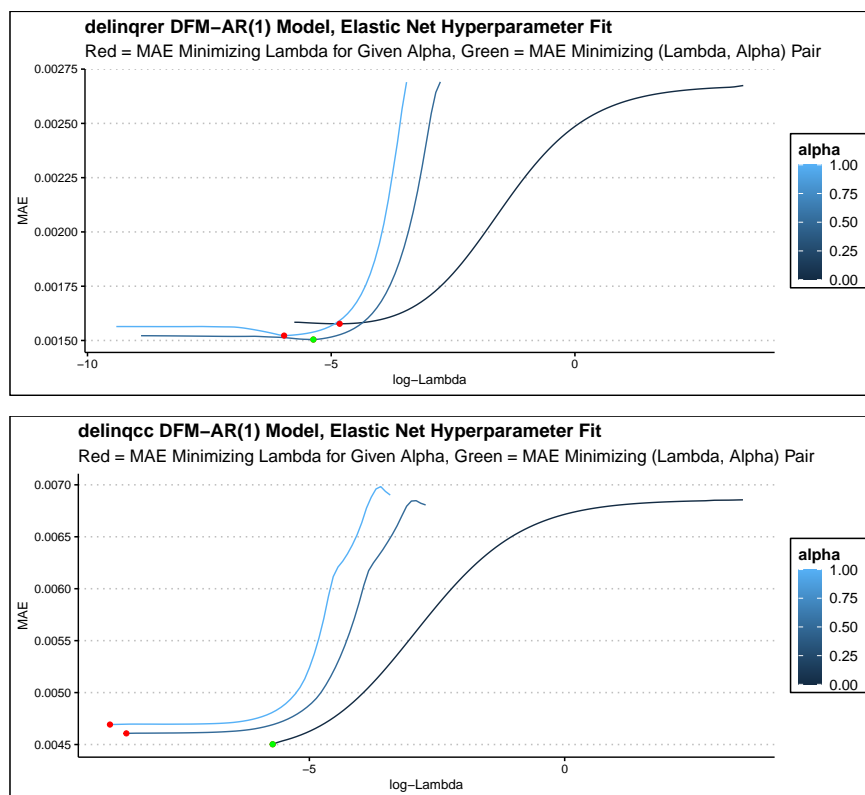 delinqrer DFM−AR(1) Model, Elastic Net Hyperparameter Fit
Red = MAE Minimizing Lambda for Given Alpha, Green = MAE Minimizing (Lambda, Alpha) Pair
0.00275
0.00250
0.00225
0.00200
0.00175
0.00150
MAE
−10
−5
0
log−Lambda
alpha
1.00
0.75
0.50
0.25
0.00
delinqcc DFM−AR(1) Model, Elastic Net Hyperparameter Fit
Red = MAE Minimizing Lambda for Given Alpha, Green = MAE Minimizing (Lambda, Alpha) Pair
0.0070
0.0065
0.0060
0.0055
0.0050
0.0045
MAE
−5
0
log−Lambda
alpha
1.00
0.75
0.50
0.25
0.00